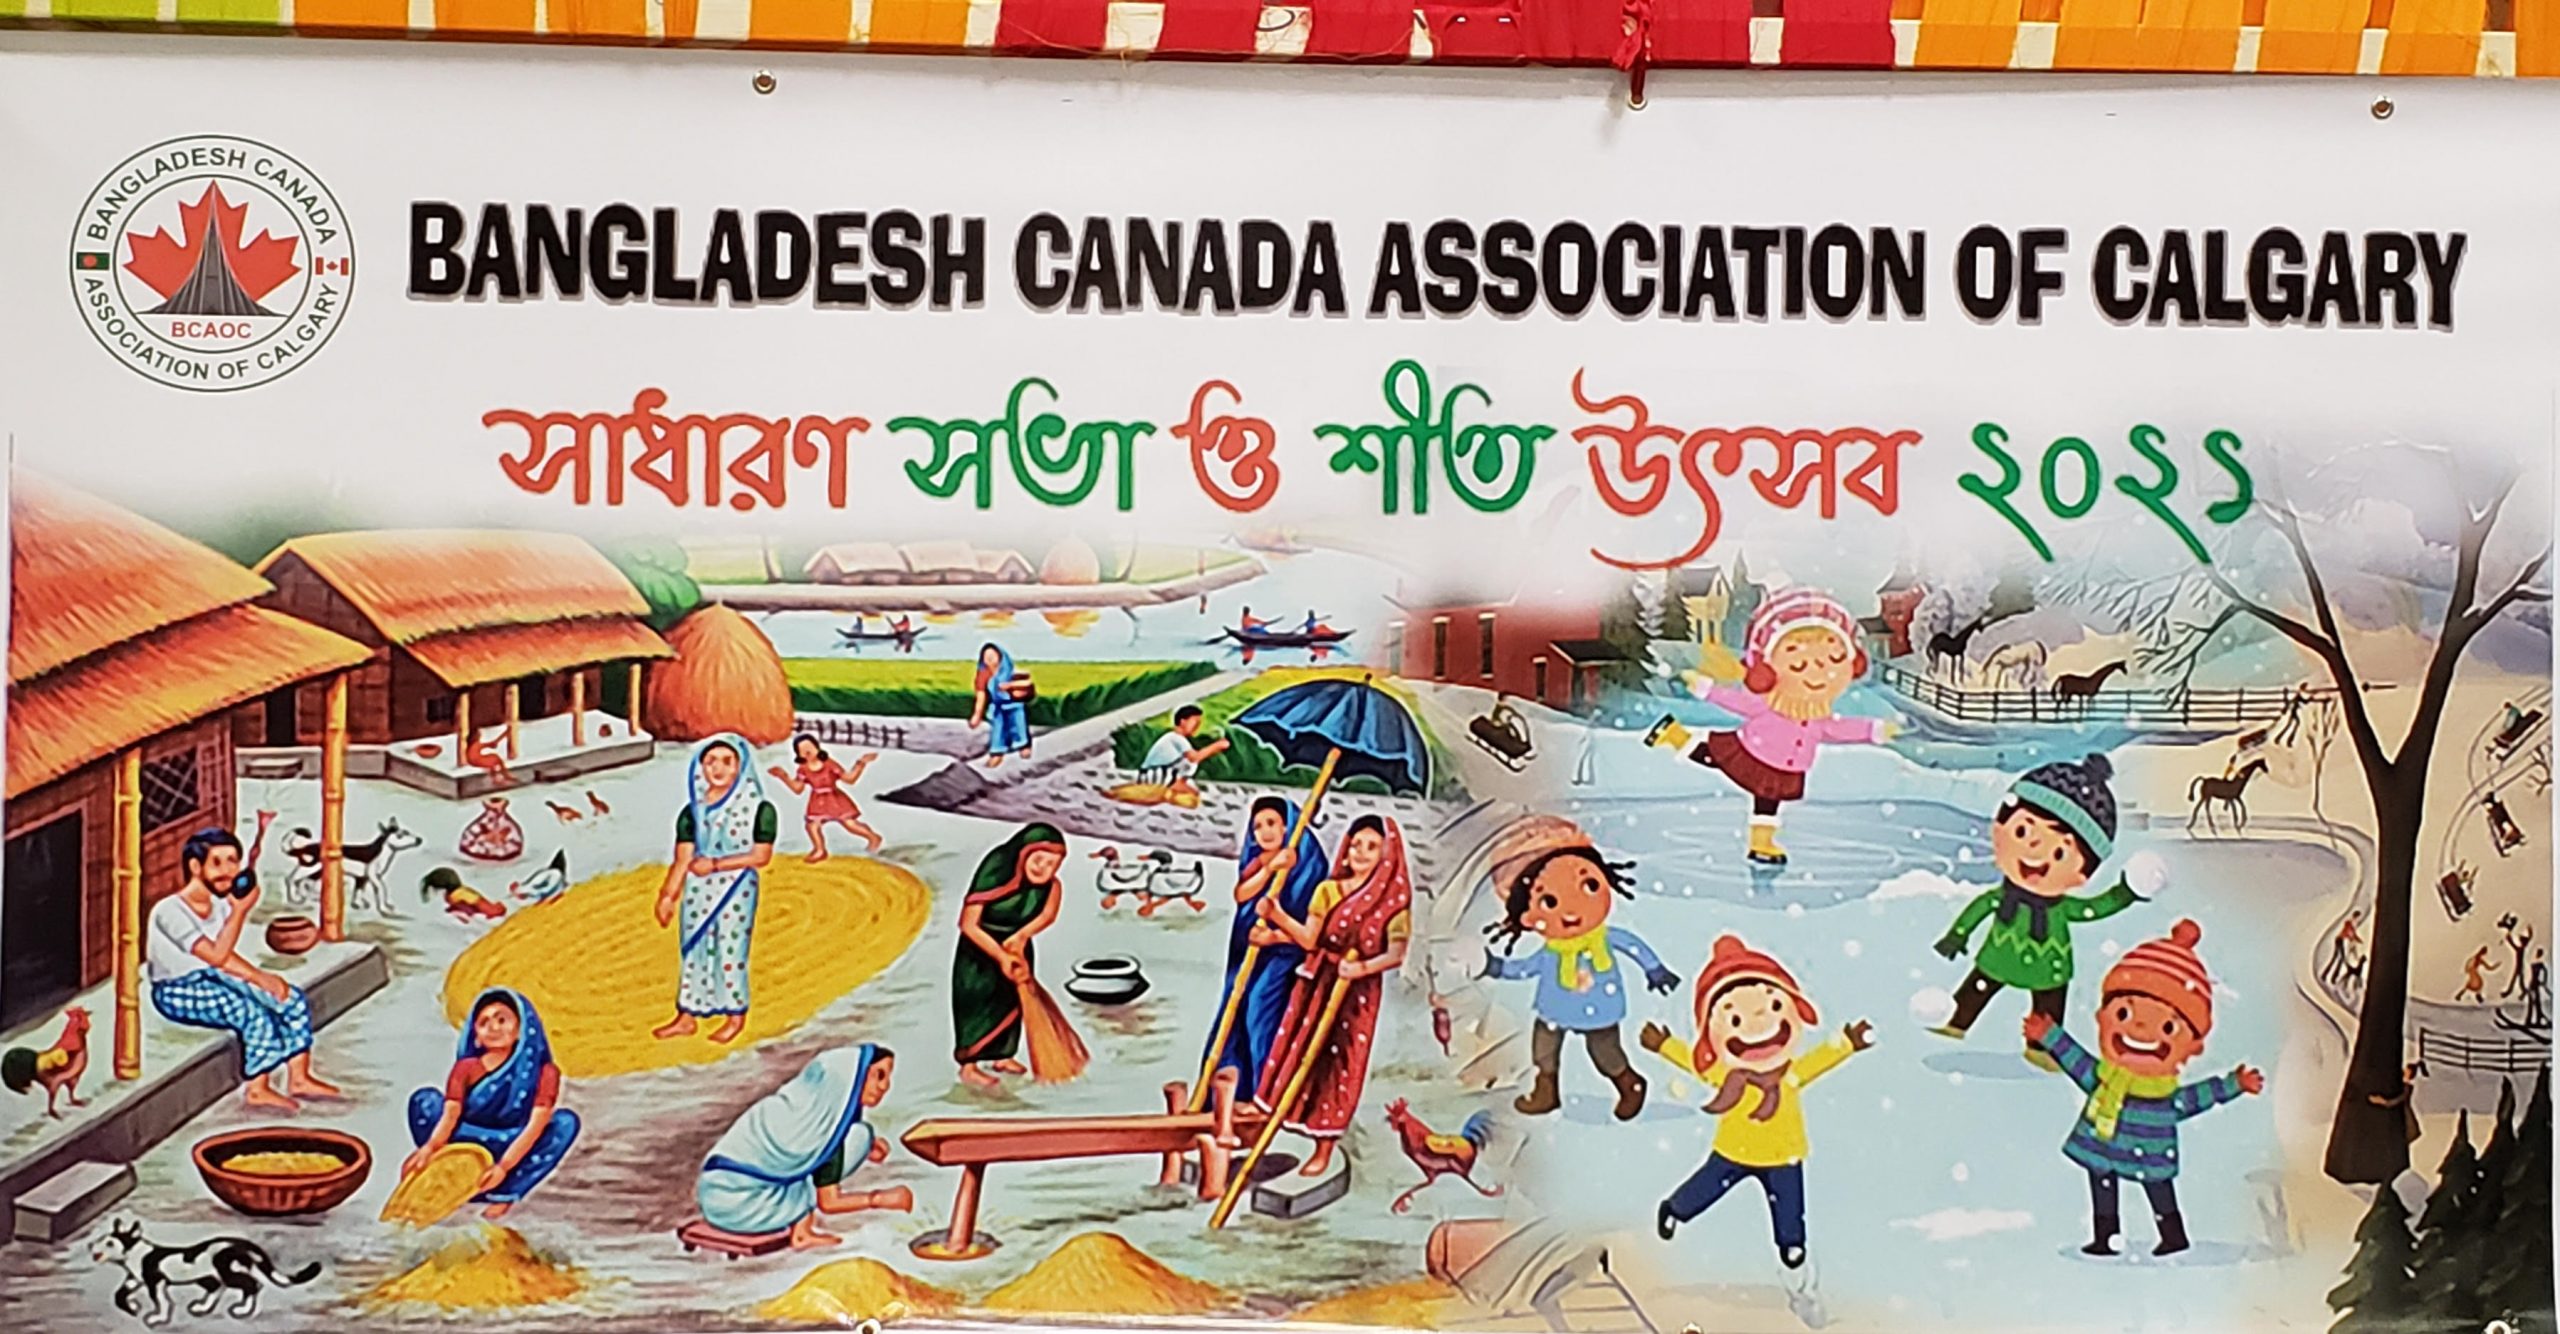 BANGLADESH CANADA
ASSOCIATION OF CALGARY
BCAOC
BANGLADESH CANADA ASSOCIATION OF CALGARY
সাধারণ সভা ও শীত উৎসব ২০২১